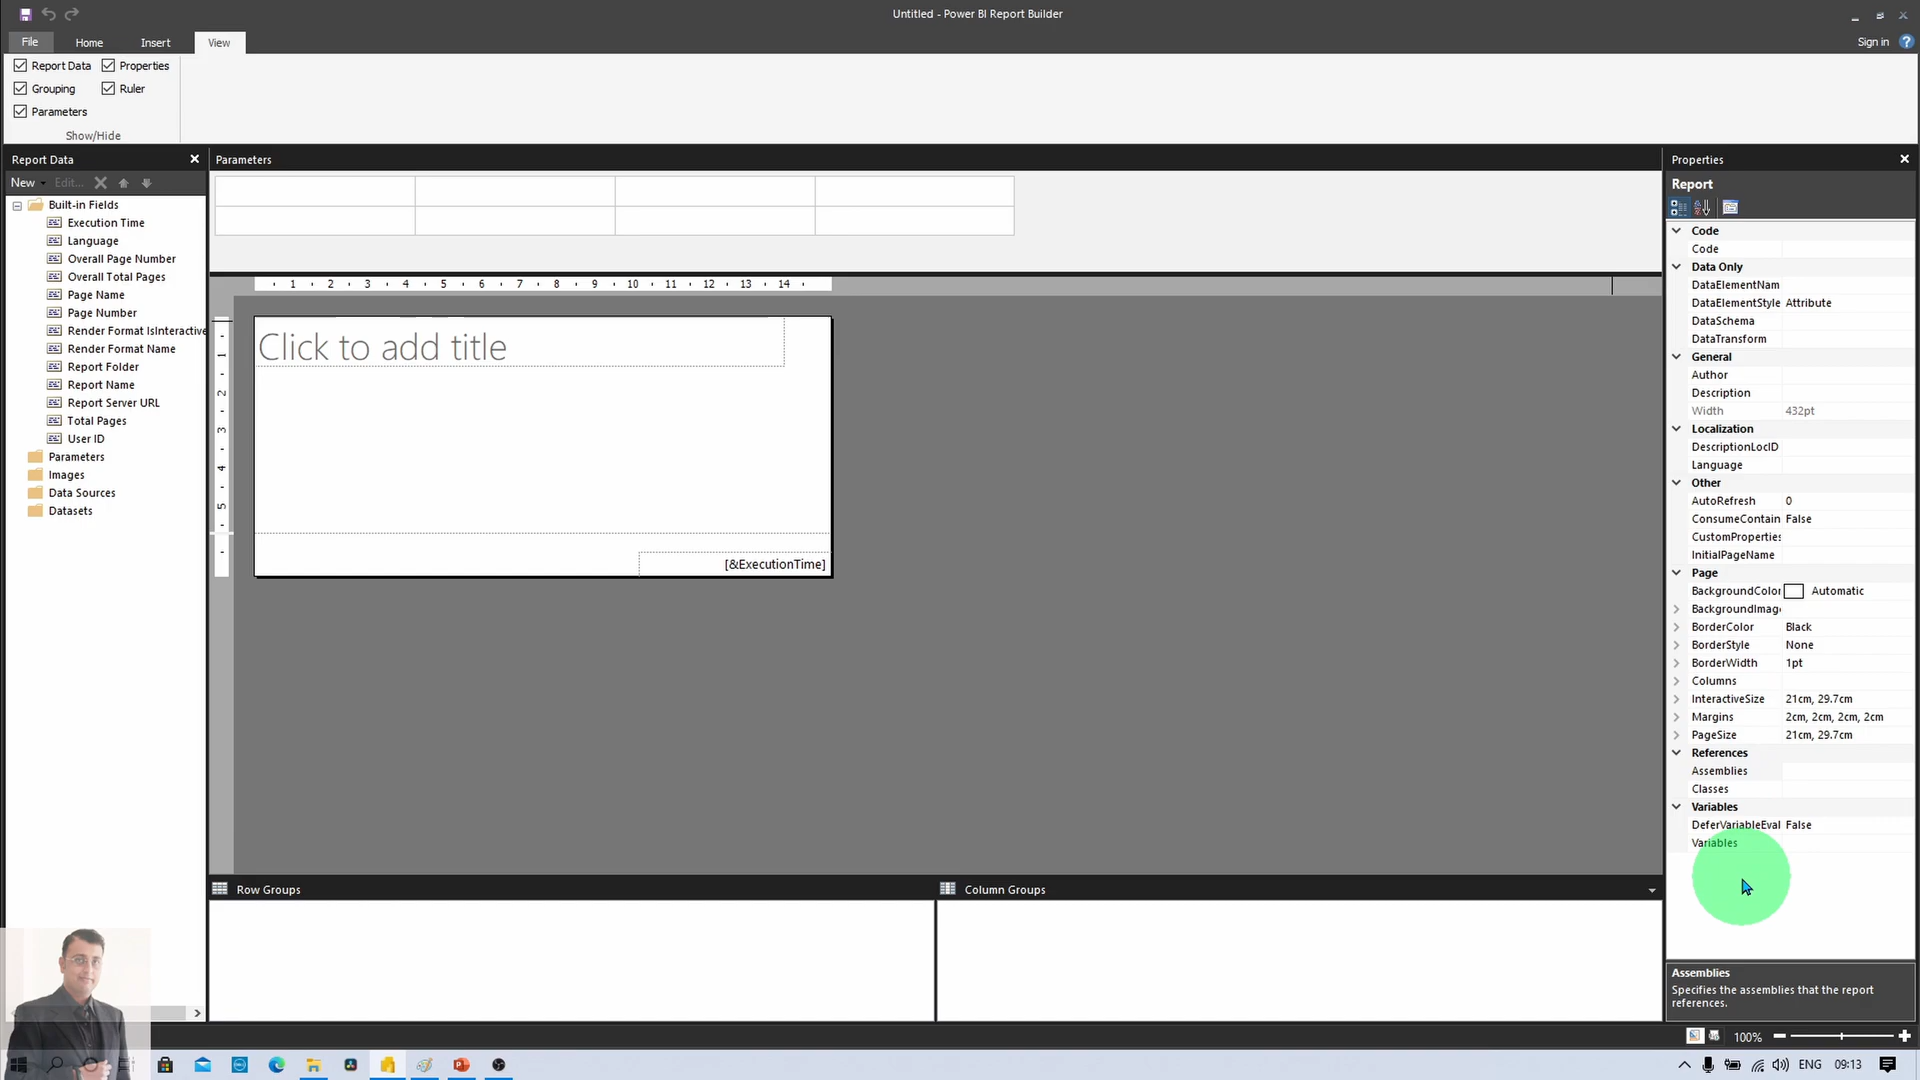 Untitled - Power BI Report Builder
File Home Insert View
Sign in
Report Data Properties
Grouping Ruler
Parameters
Show/Hide
Report Data
New Edit...
Built-in Fields
Execution Time
Language
Overall Page Number
Overall Total Pages
Page Name
Page Number
Render Format IsInteractive
Render Format Name
Report Folder
Report Name
Report Server URL
Total Pages
User ID
Parameters
Images
Data Sources
Datasets
Parameters
1 2 3 4 5 6 7 8 9 10 11 12 13 14
1
2
3
4
5
Click to add title
[&ExecutionTime]
Row Groups
Column Groups
Properties
Report
Code
Code
Data Only
DataElementNam
DataElementStyle Attribute
DataSchema
DataTransform
General
Author
Description
Width 432pt
Localization
DescriptionLocID
Language
Other
AutoRefresh 0
ConsumeContain False
CustomProperties
InitialPageName
Page
BackgroundColor Automatic
BackgroundImage
BorderColor Black
BorderStyle None
BorderWidth 1pt
Columns
InteractiveSize 21cm, 29.7cm
Margins 2cm, 2cm, 2cm, 2cm
PageSize 21cm, 29.7cm
References
Assemblies
Classes
Variables
DeferVariableEval False
Variables
Assemblies
Specifies the assemblies that the report
references.
100%
ENG 09:13